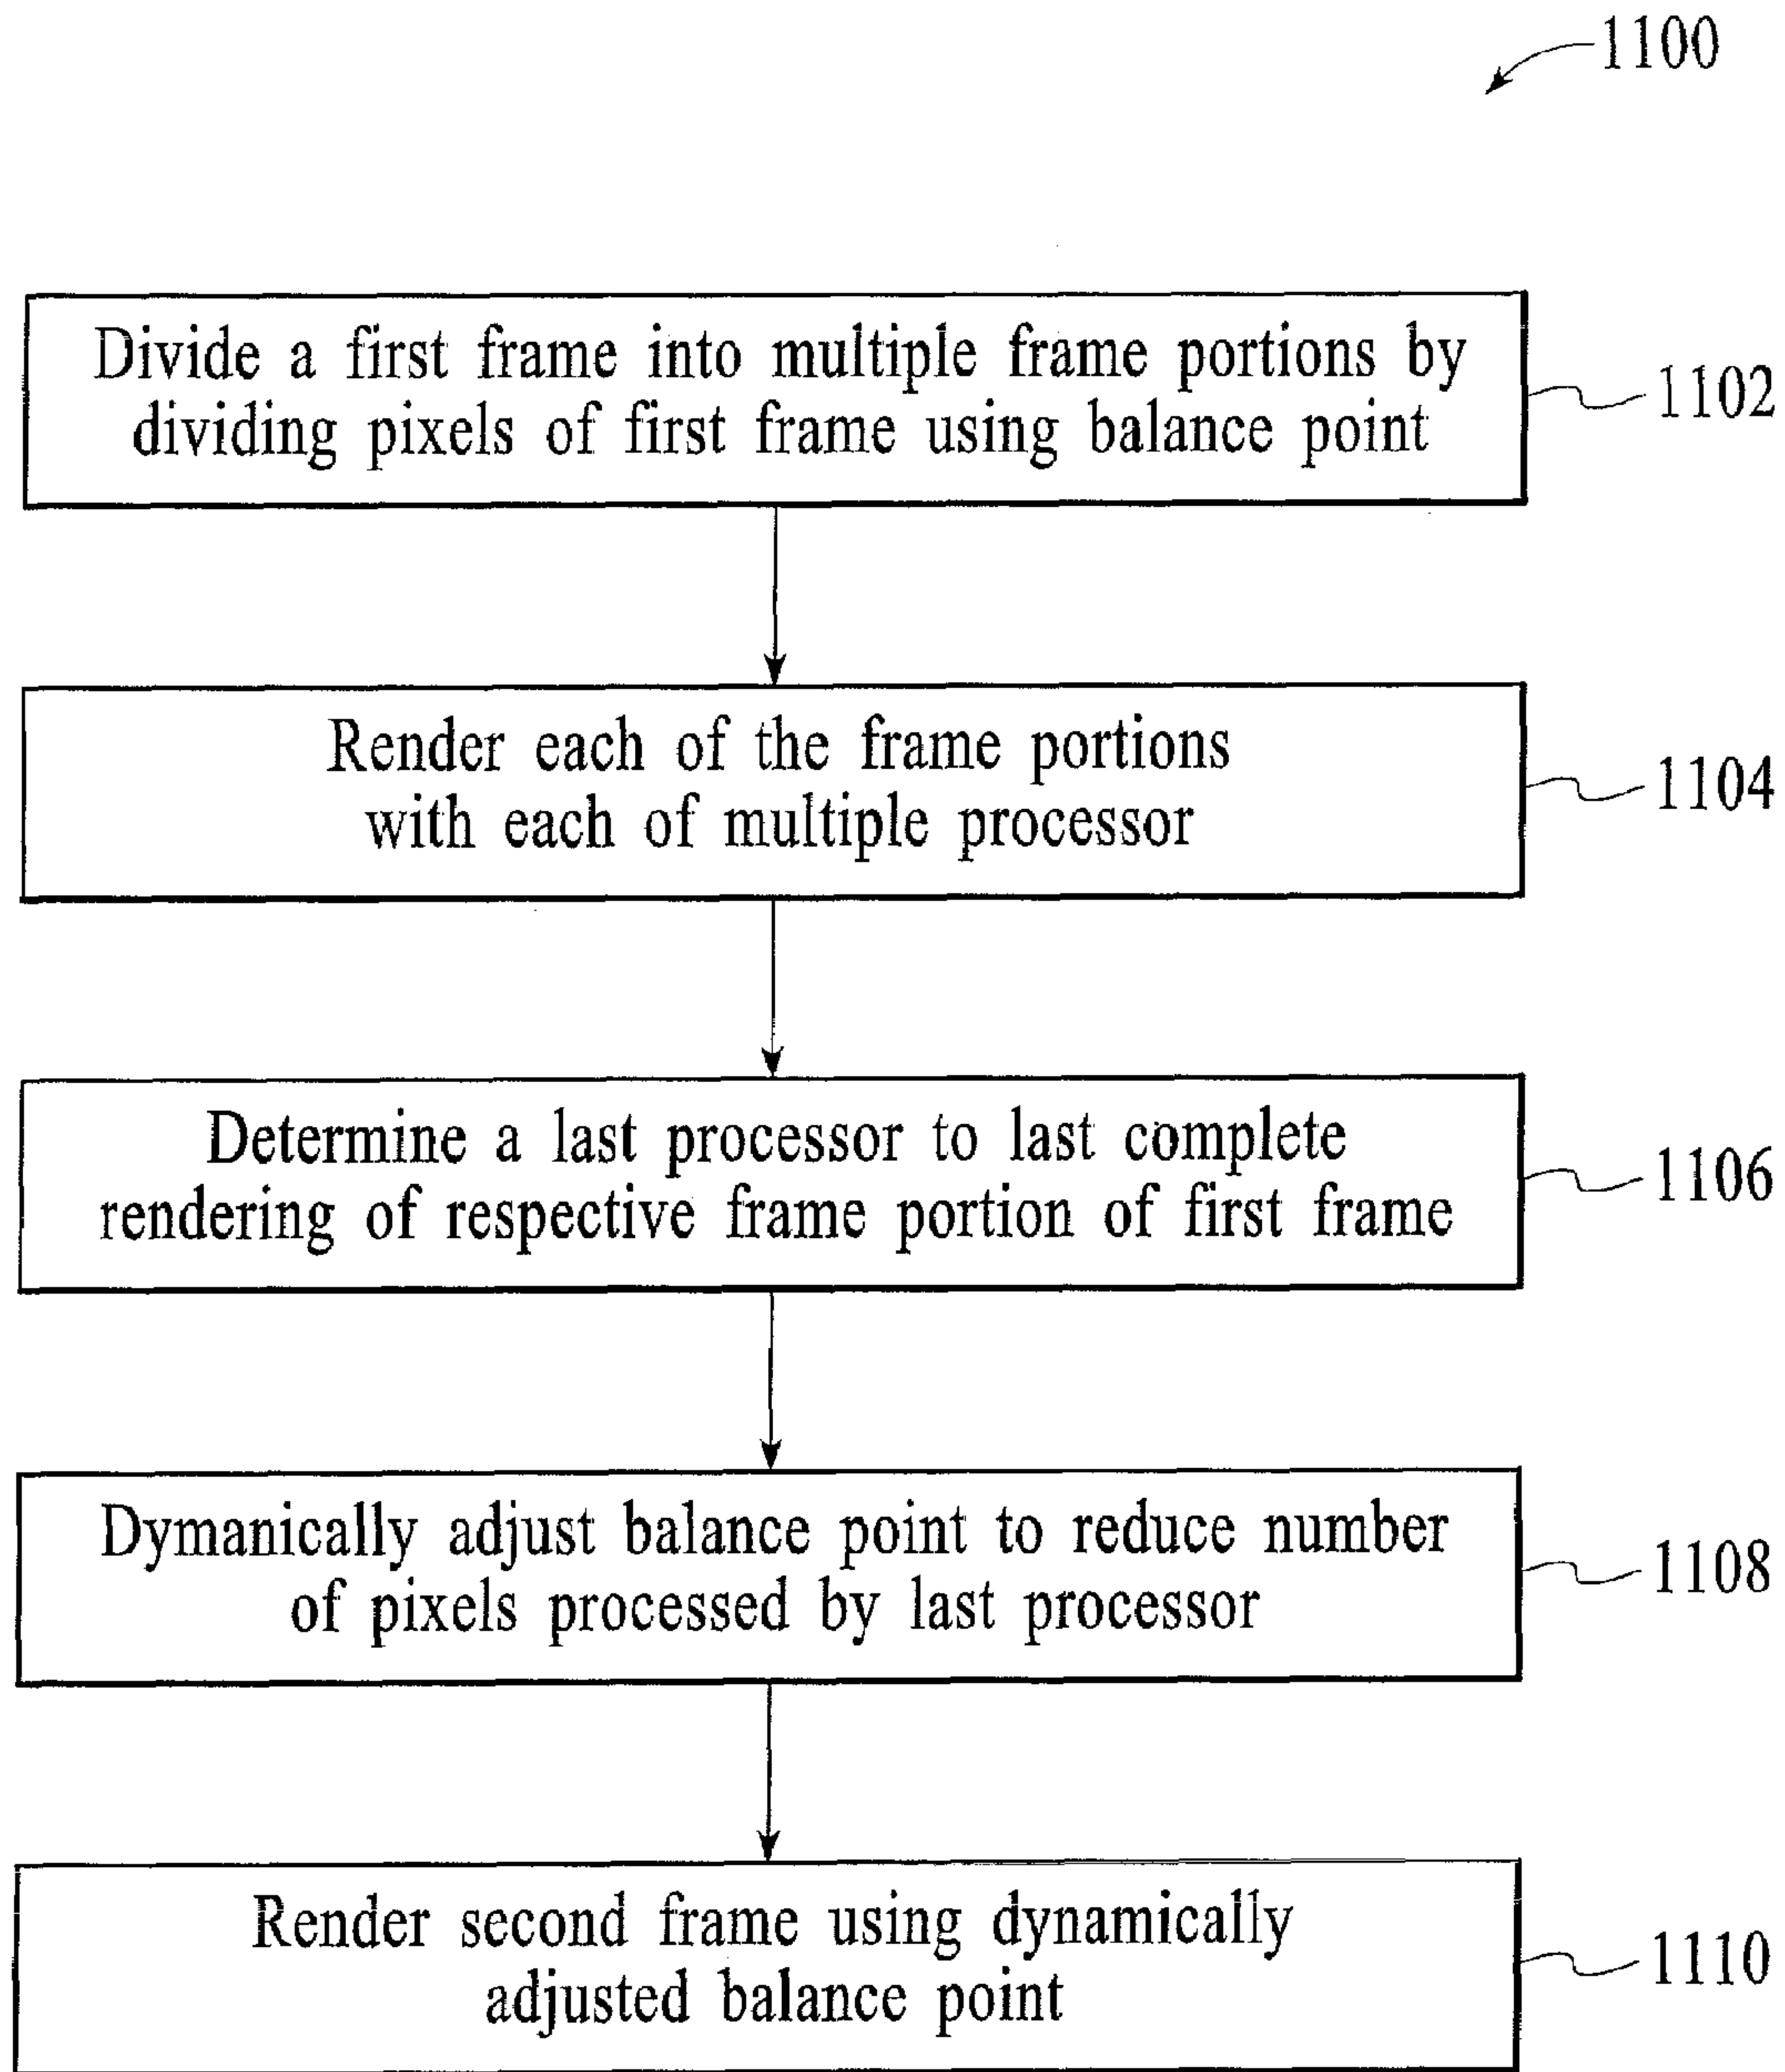 1100
Divide a first frame into multiple frame portions by
dividing pixels of first frame using balance point
1102
Render each of the frame portions
with each of multiple processor
1104
Determine a last processor to last complete
rendering of respective frame portion of first frame
1106
Dymanically adjust balance point to reduce number
of pixels processed by last processor
1108
Render second frame using dynamically
adjusted balance point
1110